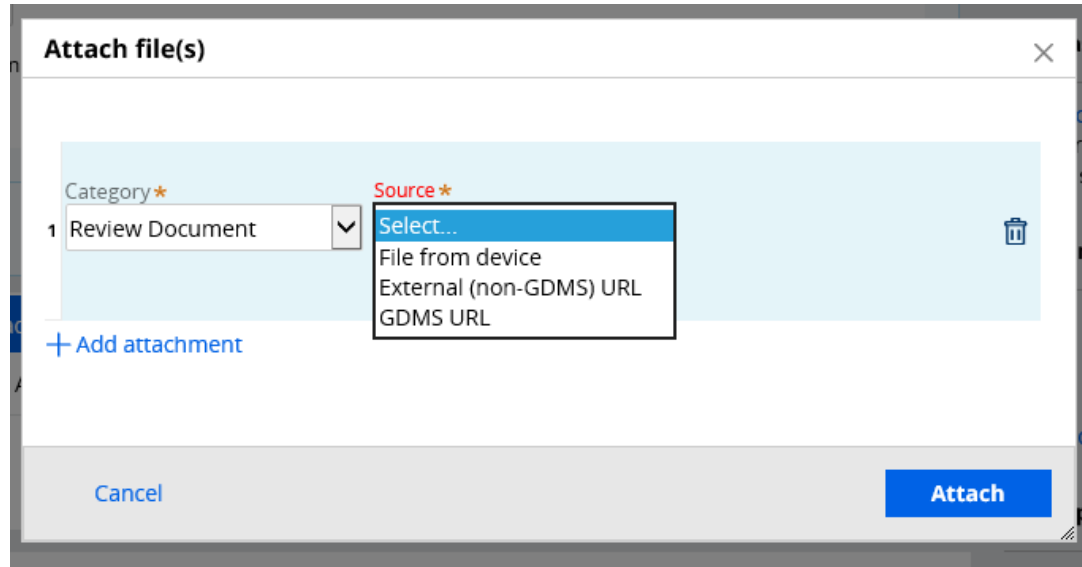 Attach file(s)
Category*
Source*
1
Review Document
Select...
File from device
External (non-GDMS) URL
GDMS URL
+ Add attachment
Cancel
Attach